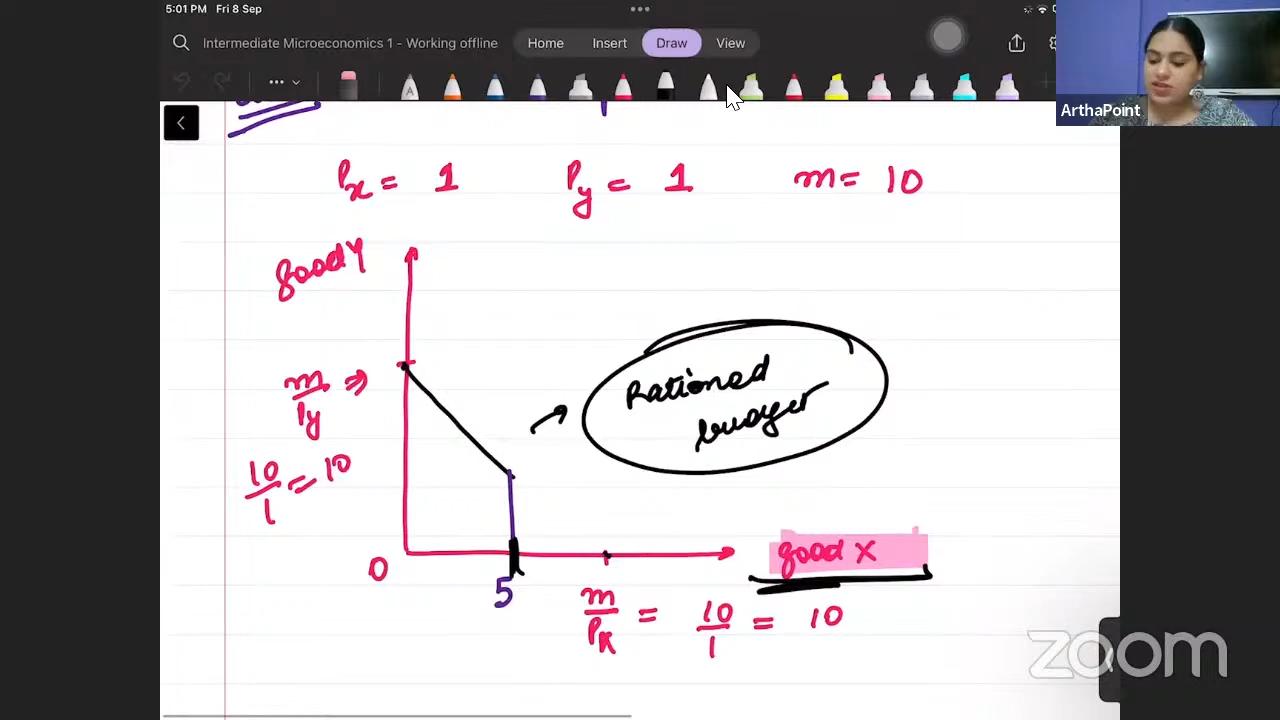 5:01 PM Fri 8 Sep
Intermediate Microeconomics 1 - Working offline
Home Insert Draw View
ArthaPoint
Px = 1 Py = 1 m = 10
good Y
m/Py ⇒
10/1 = 10
Rationed
budget
0
5
good X
m/Px = 10/1 = 10
zoom